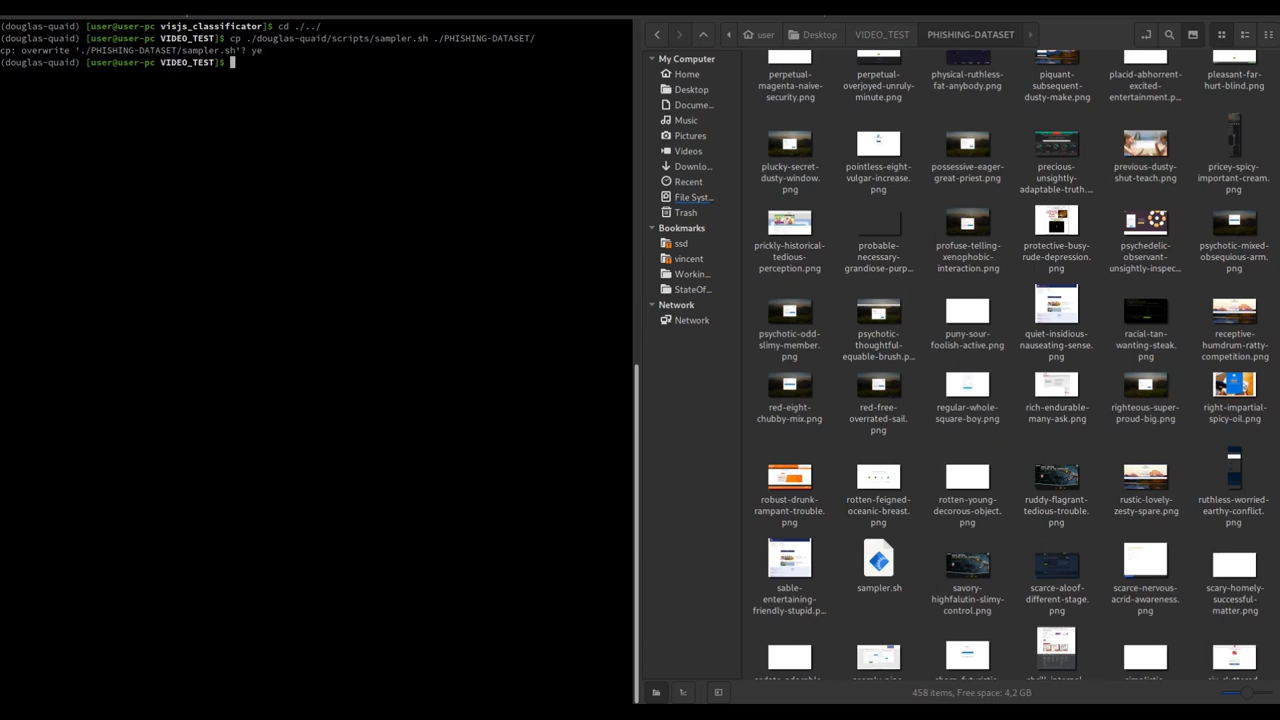 (douglas-quaid) [user@user-pc visjs_classificator]$ cd ./../
(douglas-quaid) [user@user-pc VIDEO_TEST]$ cp ./douglas-quaid/scripts/sampler.sh ./PHISHING-DATASET/
cp: overwrite './PHISHING-DATASET/sampler.sh'? ye
(douglas-quaid) [user@user-pc VIDEO_TEST]$
user
Desktop
VIDEO_TEST
PHISHING-DATASET
My Computer
Home
Desktop
Docume...
Music
Pictures
Videos
Downlo...
Recent
File Syst...
Trash
Bookmarks
ssd
vincent
Workin...
StateOf...
Network
Network
perpetual-
magenta-naive-
security.png
perpetual-
overjoyed-unruly-
minute.png
physical-ruthless-
fat-anybody.png
piquant-
subsequent-
dusty-make.png
placid-abhorrent-
excited-
entertainment.p...
pleasant-far-
hurt-blind.png
plucky-secret-
dusty-window.
png
pointless-eight-
vulgar-increase.
png
possessive-eager-
great-priest.png
precious-
unsightly-
adaptable-truth....
previous-dusty-
shut-teach.png
pricey-spicy-
important-cream.
png
prickly-historical-
tedious-
perception.png
probable-
necessary-
grandiose-purp...
profuse-telling-
xenophobic-
interaction.png
protective-busy-
rude-depression.
png
psychedelic-
observant-
unsightly-inspec...
psychotic-mixed-
obsequious-arm.
png
psychotic-odd-
slimy-member.
png
psychotic-
thoughtful-
equable-brush.p...
puny-sour-
foolish-active.png
quiet-insidious-
nauseating-sense.
png
racial-tan-
wanting-steak.
png
receptive-
humdrum-ratty-
competition.png
red-eight-
chubby-mix.png
red-free-
overrated-sail.
png
regular-whole-
square-boy.png
rich-endurable-
many-ask.png
righteous-super-
proud-big.png
right-impartial-
spicy-oil.png
robust-drunk-
rampant-trouble.
png
rotten-feigned-
oceanic-breast.
png
rotten-young-
decorous-object.
png
ruddy-flagrant-
tedious-trouble.
png
rustic-lovely-
zesty-spare.png
ruthless-worried-
earthy-conflict.
png
sable-
entertaining-
friendly-stupid.p...
sampler.sh
savory-
highfalutin-slimy-
control.png
scarce-aloof-
different-stage.
png
scarce-nervous-
acrid-awareness.
png
scary-homely-
successful-
matter.png
458 items, Free space: 4,2 GB